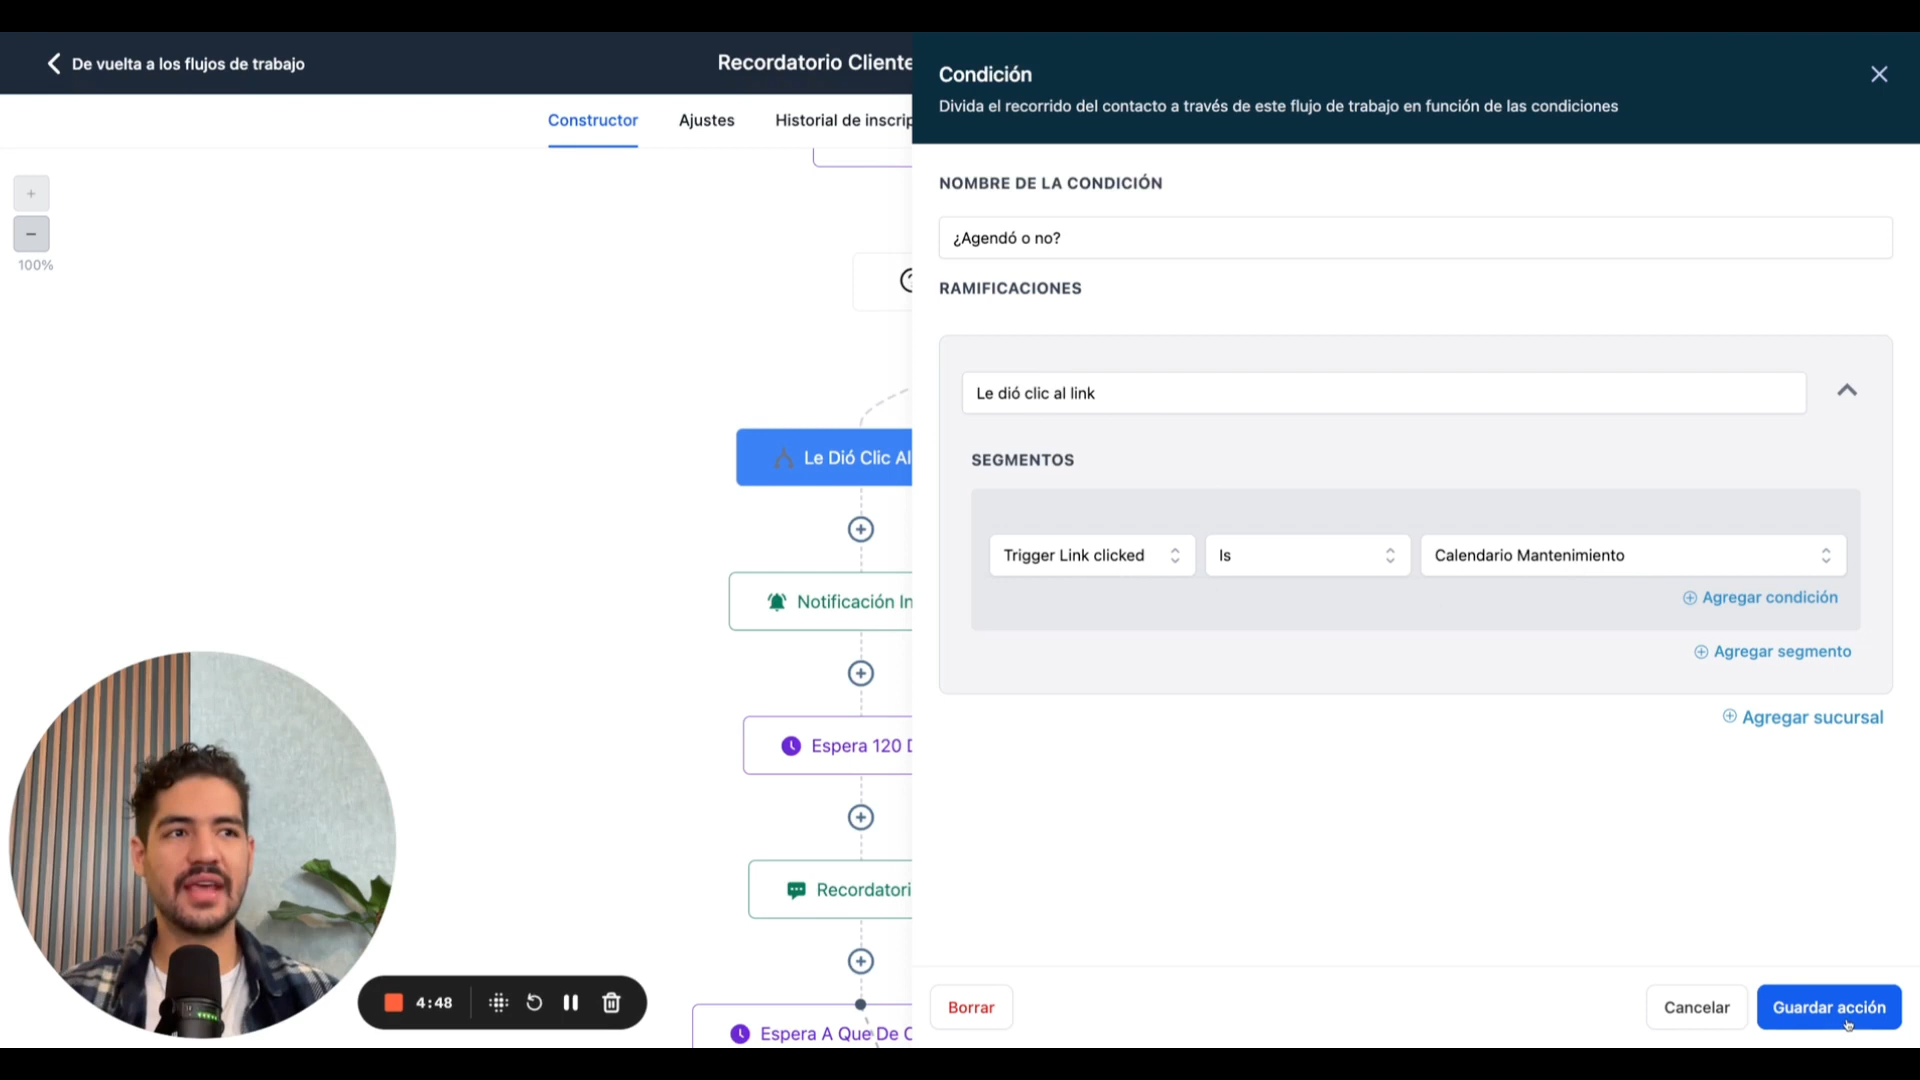 De vuelta a los flujos de trabajo
Recordatorio Cliente
Constructor
Ajustes
Historial de inscrip
+
−
100%
Le Dió Clic Al
Notificación In
Espera 120 D
Recordatori
Espera A Que De C
4:48
Condición
Divida el recorrido del contacto a través de este flujo de trabajo en función de las condiciones
NOMBRE DE LA CONDICIÓN
¿Agendó o no?
RAMIFICACIONES
Le dió clic al link
SEGMENTOS
Trigger Link clicked
Is
Calendario Mantenimiento
Agregar condición
Agregar segmento
Agregar sucursal
Borrar
Cancelar
Guardar acción